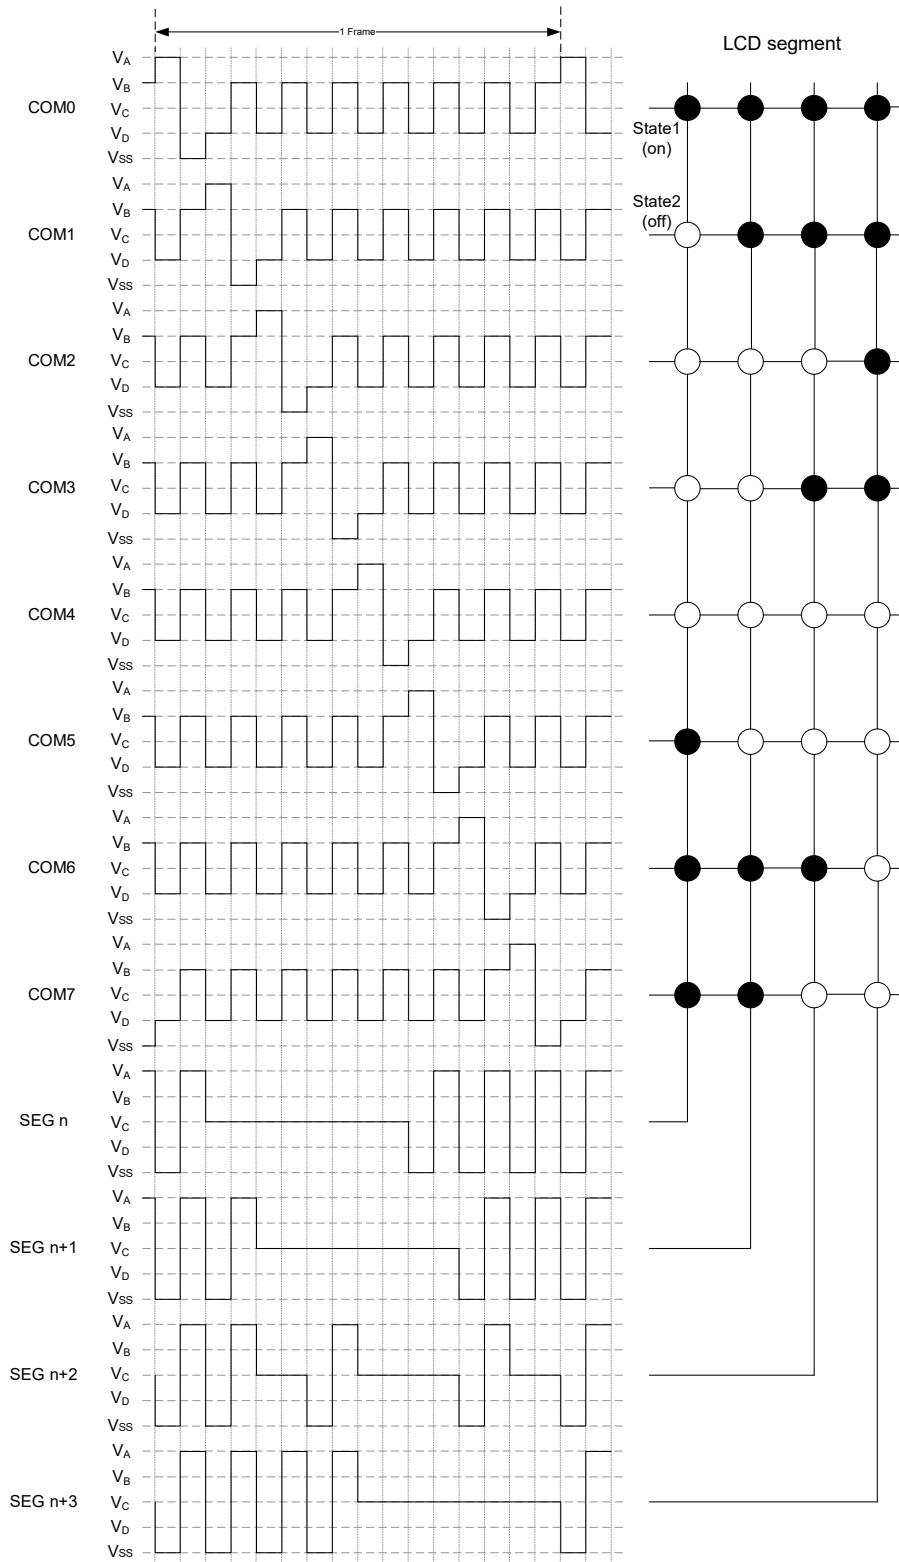 1 Frame
LCD segment
VA
VB
COM0
VC
VD
VSS
State1
(on)
VA
VB
COM1
VC
VD
VSS
State2
(off)
VA
VB
COM2
VC
VD
VSS
VA
VB
COM3
VC
VD
VSS
VA
VB
COM4
VC
VD
VSS
VA
VB
COM5
VC
VD
VSS
VA
VB
COM6
VC
VD
VSS
VA
VB
COM7
VC
VD
VSS
VA
VB
SEG n
VC
VD
VSS
VA
VB
SEG n+1
VC
VD
VSS
VA
VB
SEG n+2
VC
VD
VSS
VA
VB
SEG n+3
VC
VD
VSS